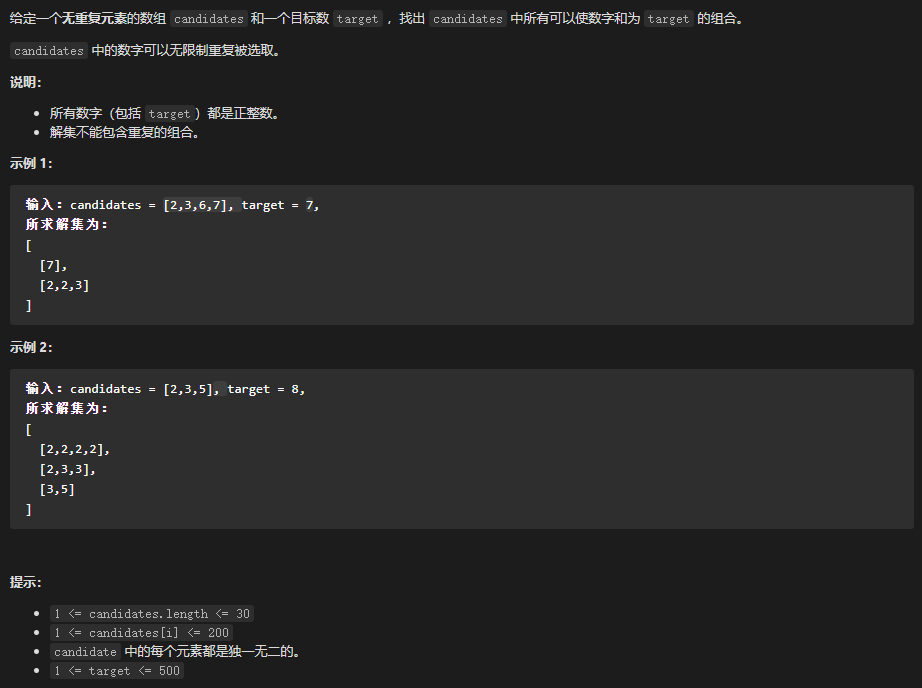 给定一个无重复元素的数组 candidates 和一个目标数 target ，找出 candidates 中所有可以使数字和为 target 的组合。
candidates 中的数字可以无限制重复被选取。
说明：
所有数字（包括 target）都是正整数。
解集不能包含重复的组合。
示例 1：
输入：candidates = [2,3,6,7], target = 7,
所求解集为：
[
[7],
[2,2,3]
]
示例 2：
输入：candidates = [2,3,5], target = 8,
所求解集为：
[
[2,2,2,2],
[2,3,3],
[3,5]
]
提示：
1 <= candidates.length <= 30
1 <= candidates[i] <= 200
candidate 中的每个元素都是独一无二的。
1 <= target <= 500